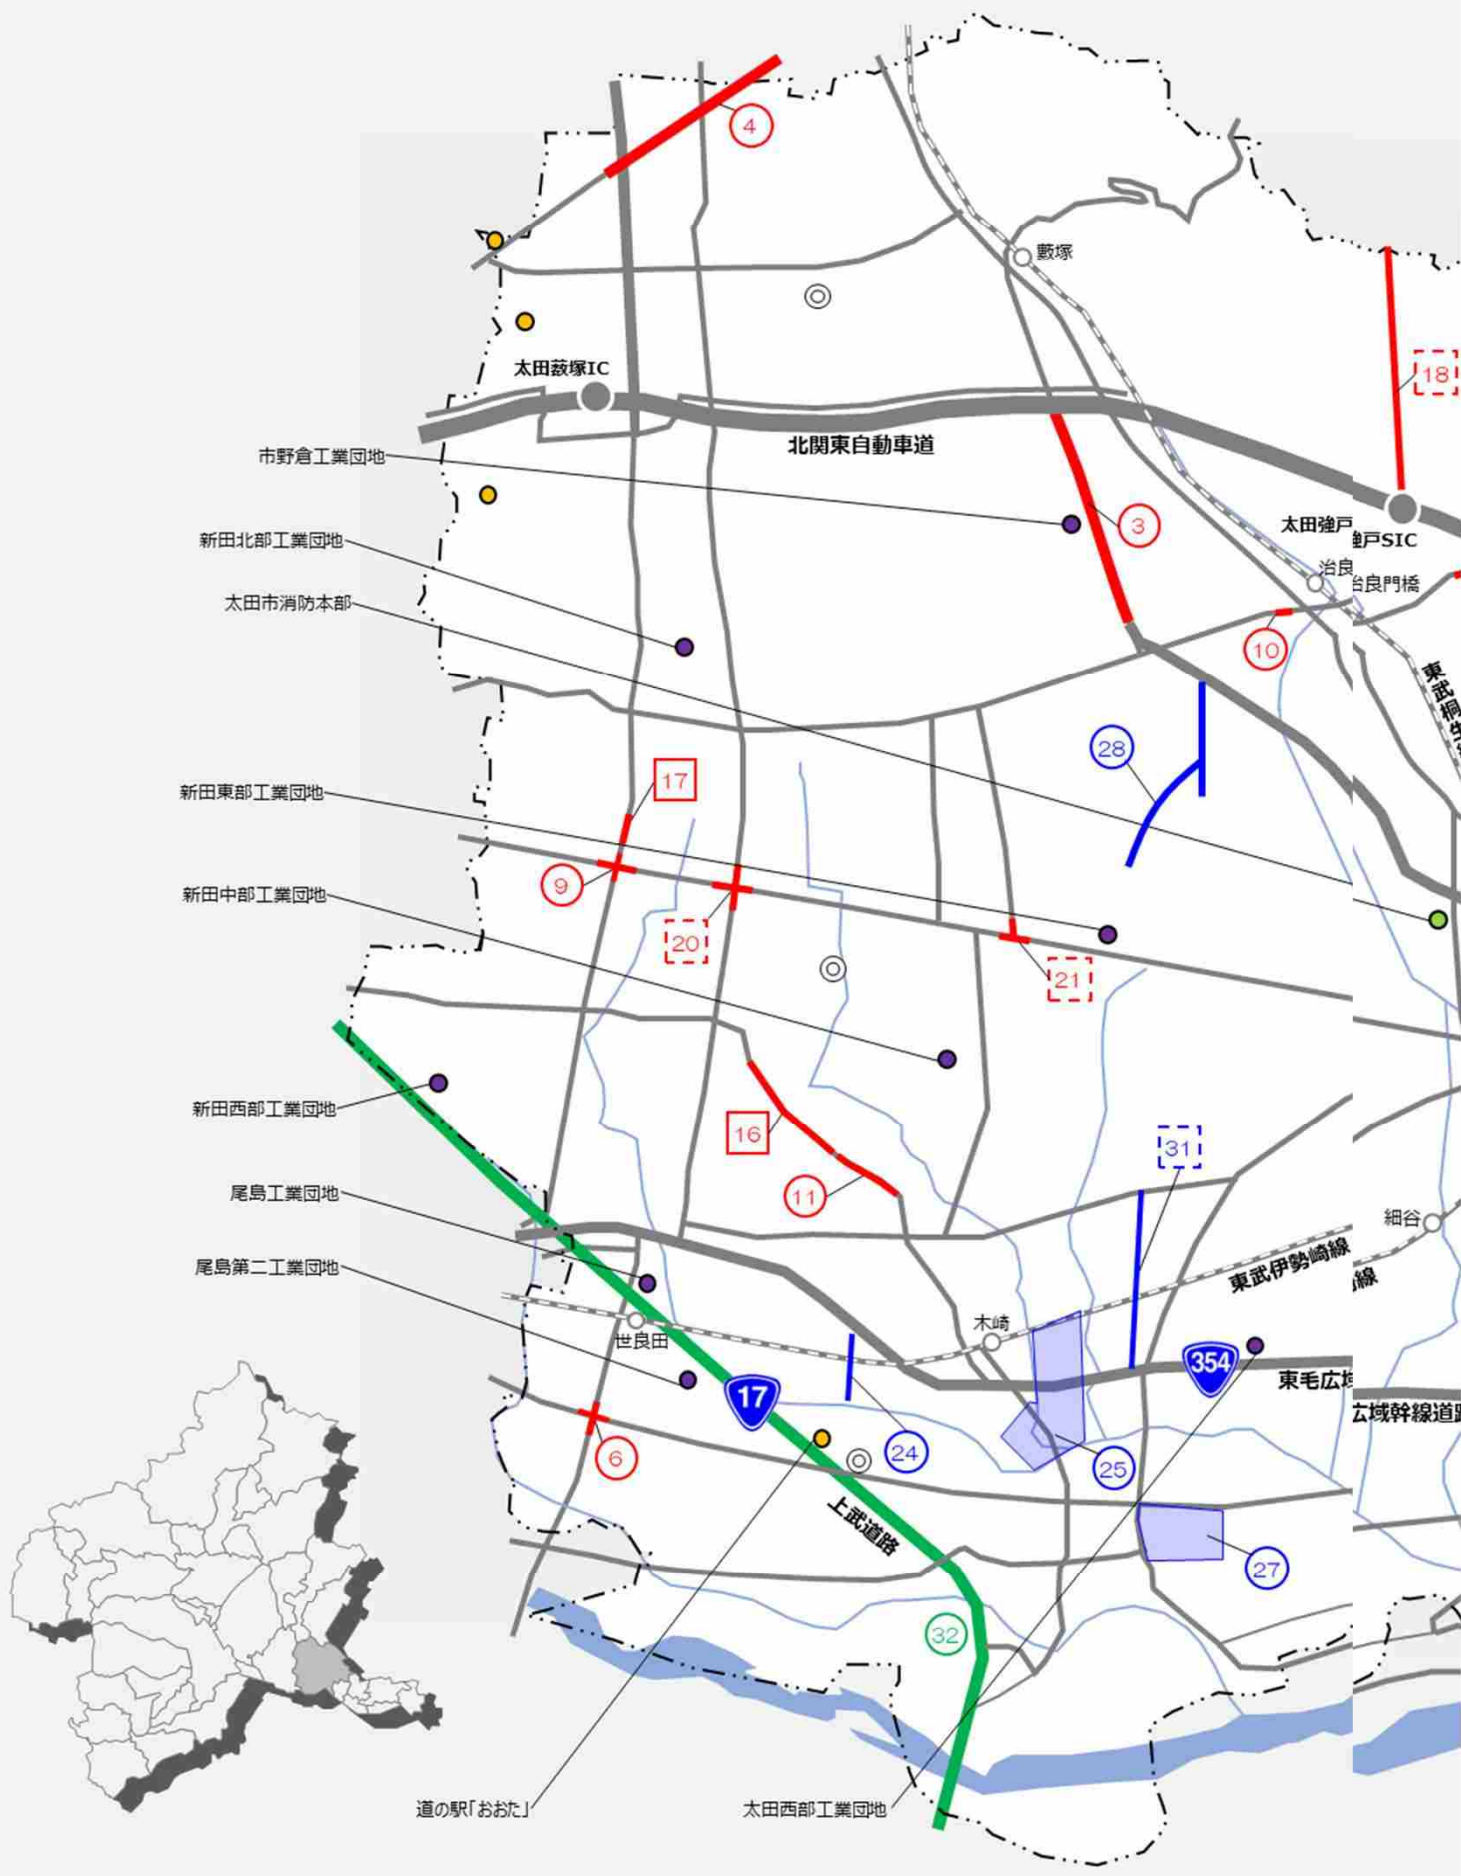 4
藪塚
18
太田薮塚IC
北関東自動車道
市野倉工業団地
3
太田強戸
強戸SIC
新田北部工業団地
治良
治良門橋
太田市消防本部
10
東武桐生線
28
17
新田東部工業団地
9
新田中部工業団地
20
21
新田西部工業団地
16
31
尾島工業団地
11
細谷
東武伊勢崎線
線
尾島第二工業団地
世良田
木崎
354
17
東毛広域
広域幹線道路
6
24
25
上武道路
27
32
道の駅「おおた」
太田西部工業団地